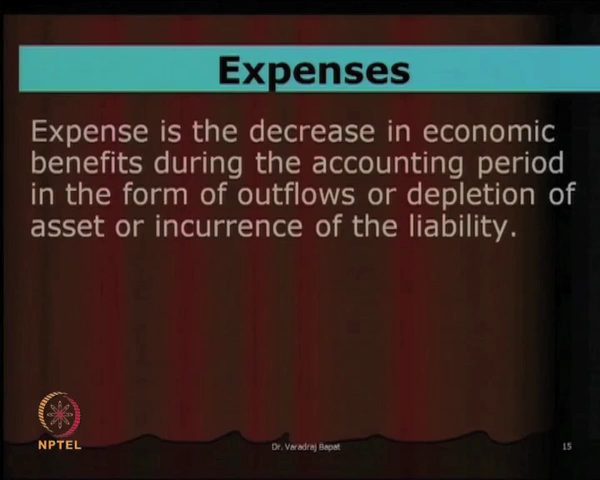 Expenses
Expense is the decrease in economic
benefits during the accounting period
in the form of outflows or depletion of
asset or incurrence of the liability.
NPTEL
Dr. Varadraj Bapat
15